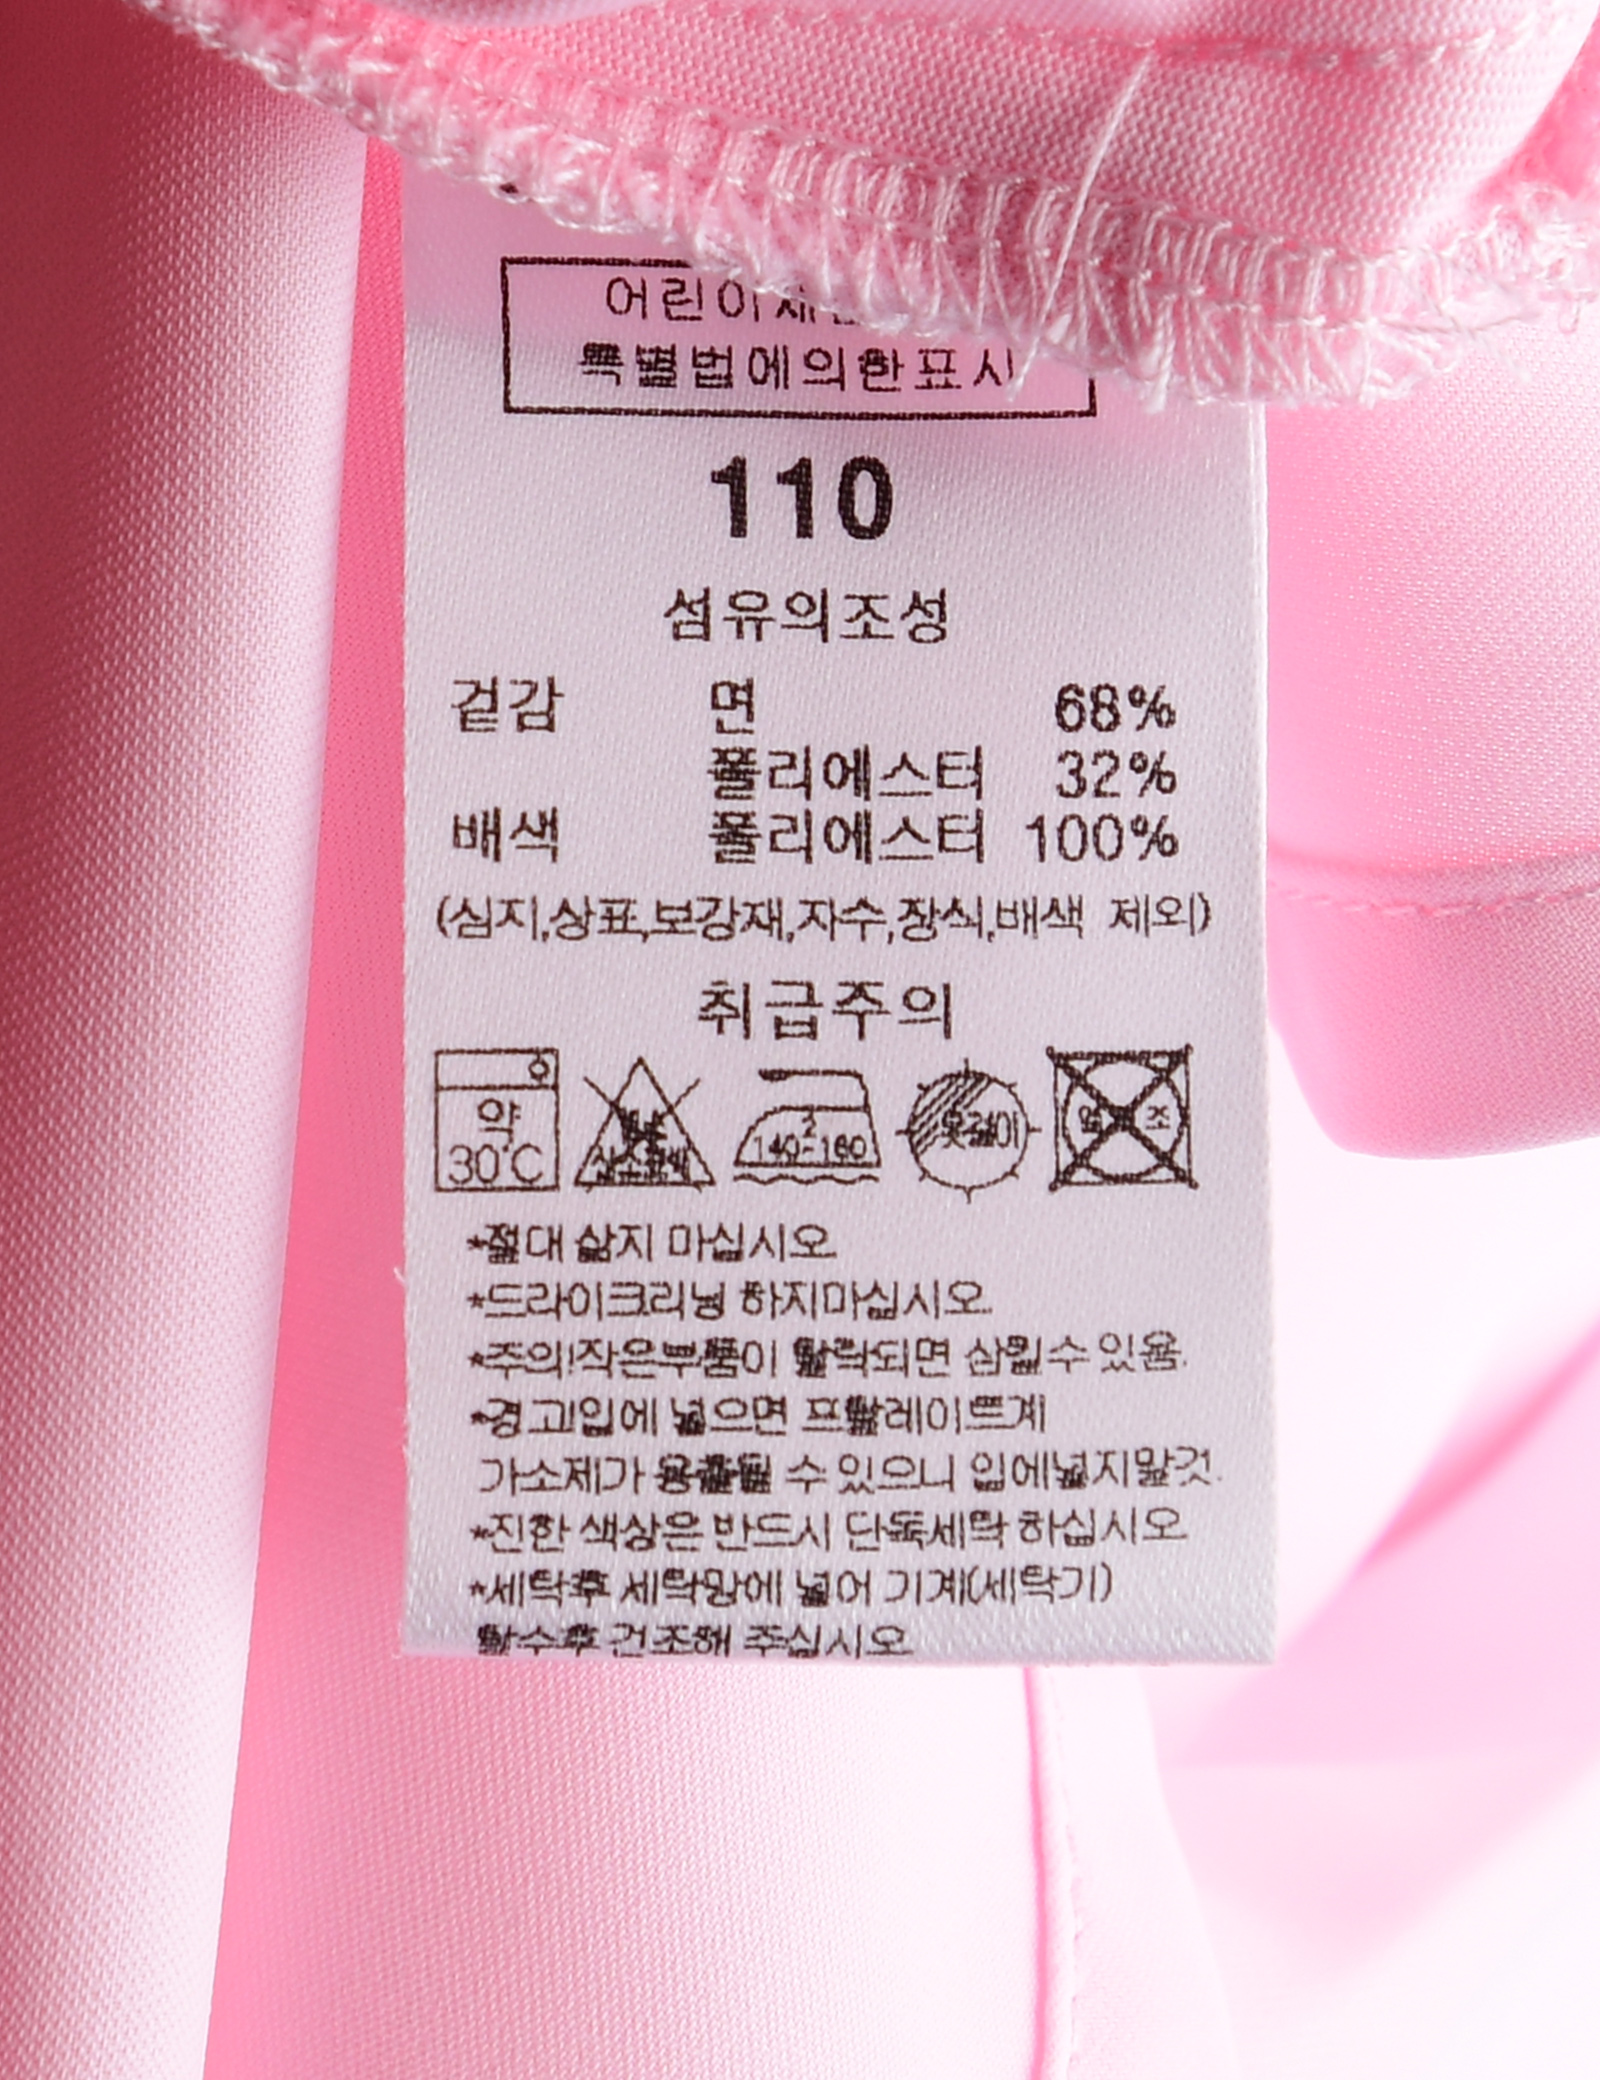 어린이제
특별법에의한표시
110
섬유의조성
겉감 면 68%
폴리에스터 32%
배색 폴리에스터 100%
(심지,상표,보강재,자수,장식,배색 제외)
취급주의
약 30℃
산소표백
2 140-160
옷걸이
조
*절대 삶지 마십시오
*드라이크리닝 하지마십시오.
*주의!작은부품이 탈락되면 삼킬수 있음.
*경고!입에 넣으면 프탈레이트계
가소제가 용출될 수 있으니 입에넣지말것.
*진한 색상은 반드시 단독세탁 하십시오
*세탁후 세탁망에 넣어 기계(세탁기)
탈수후 건조해 주십시오